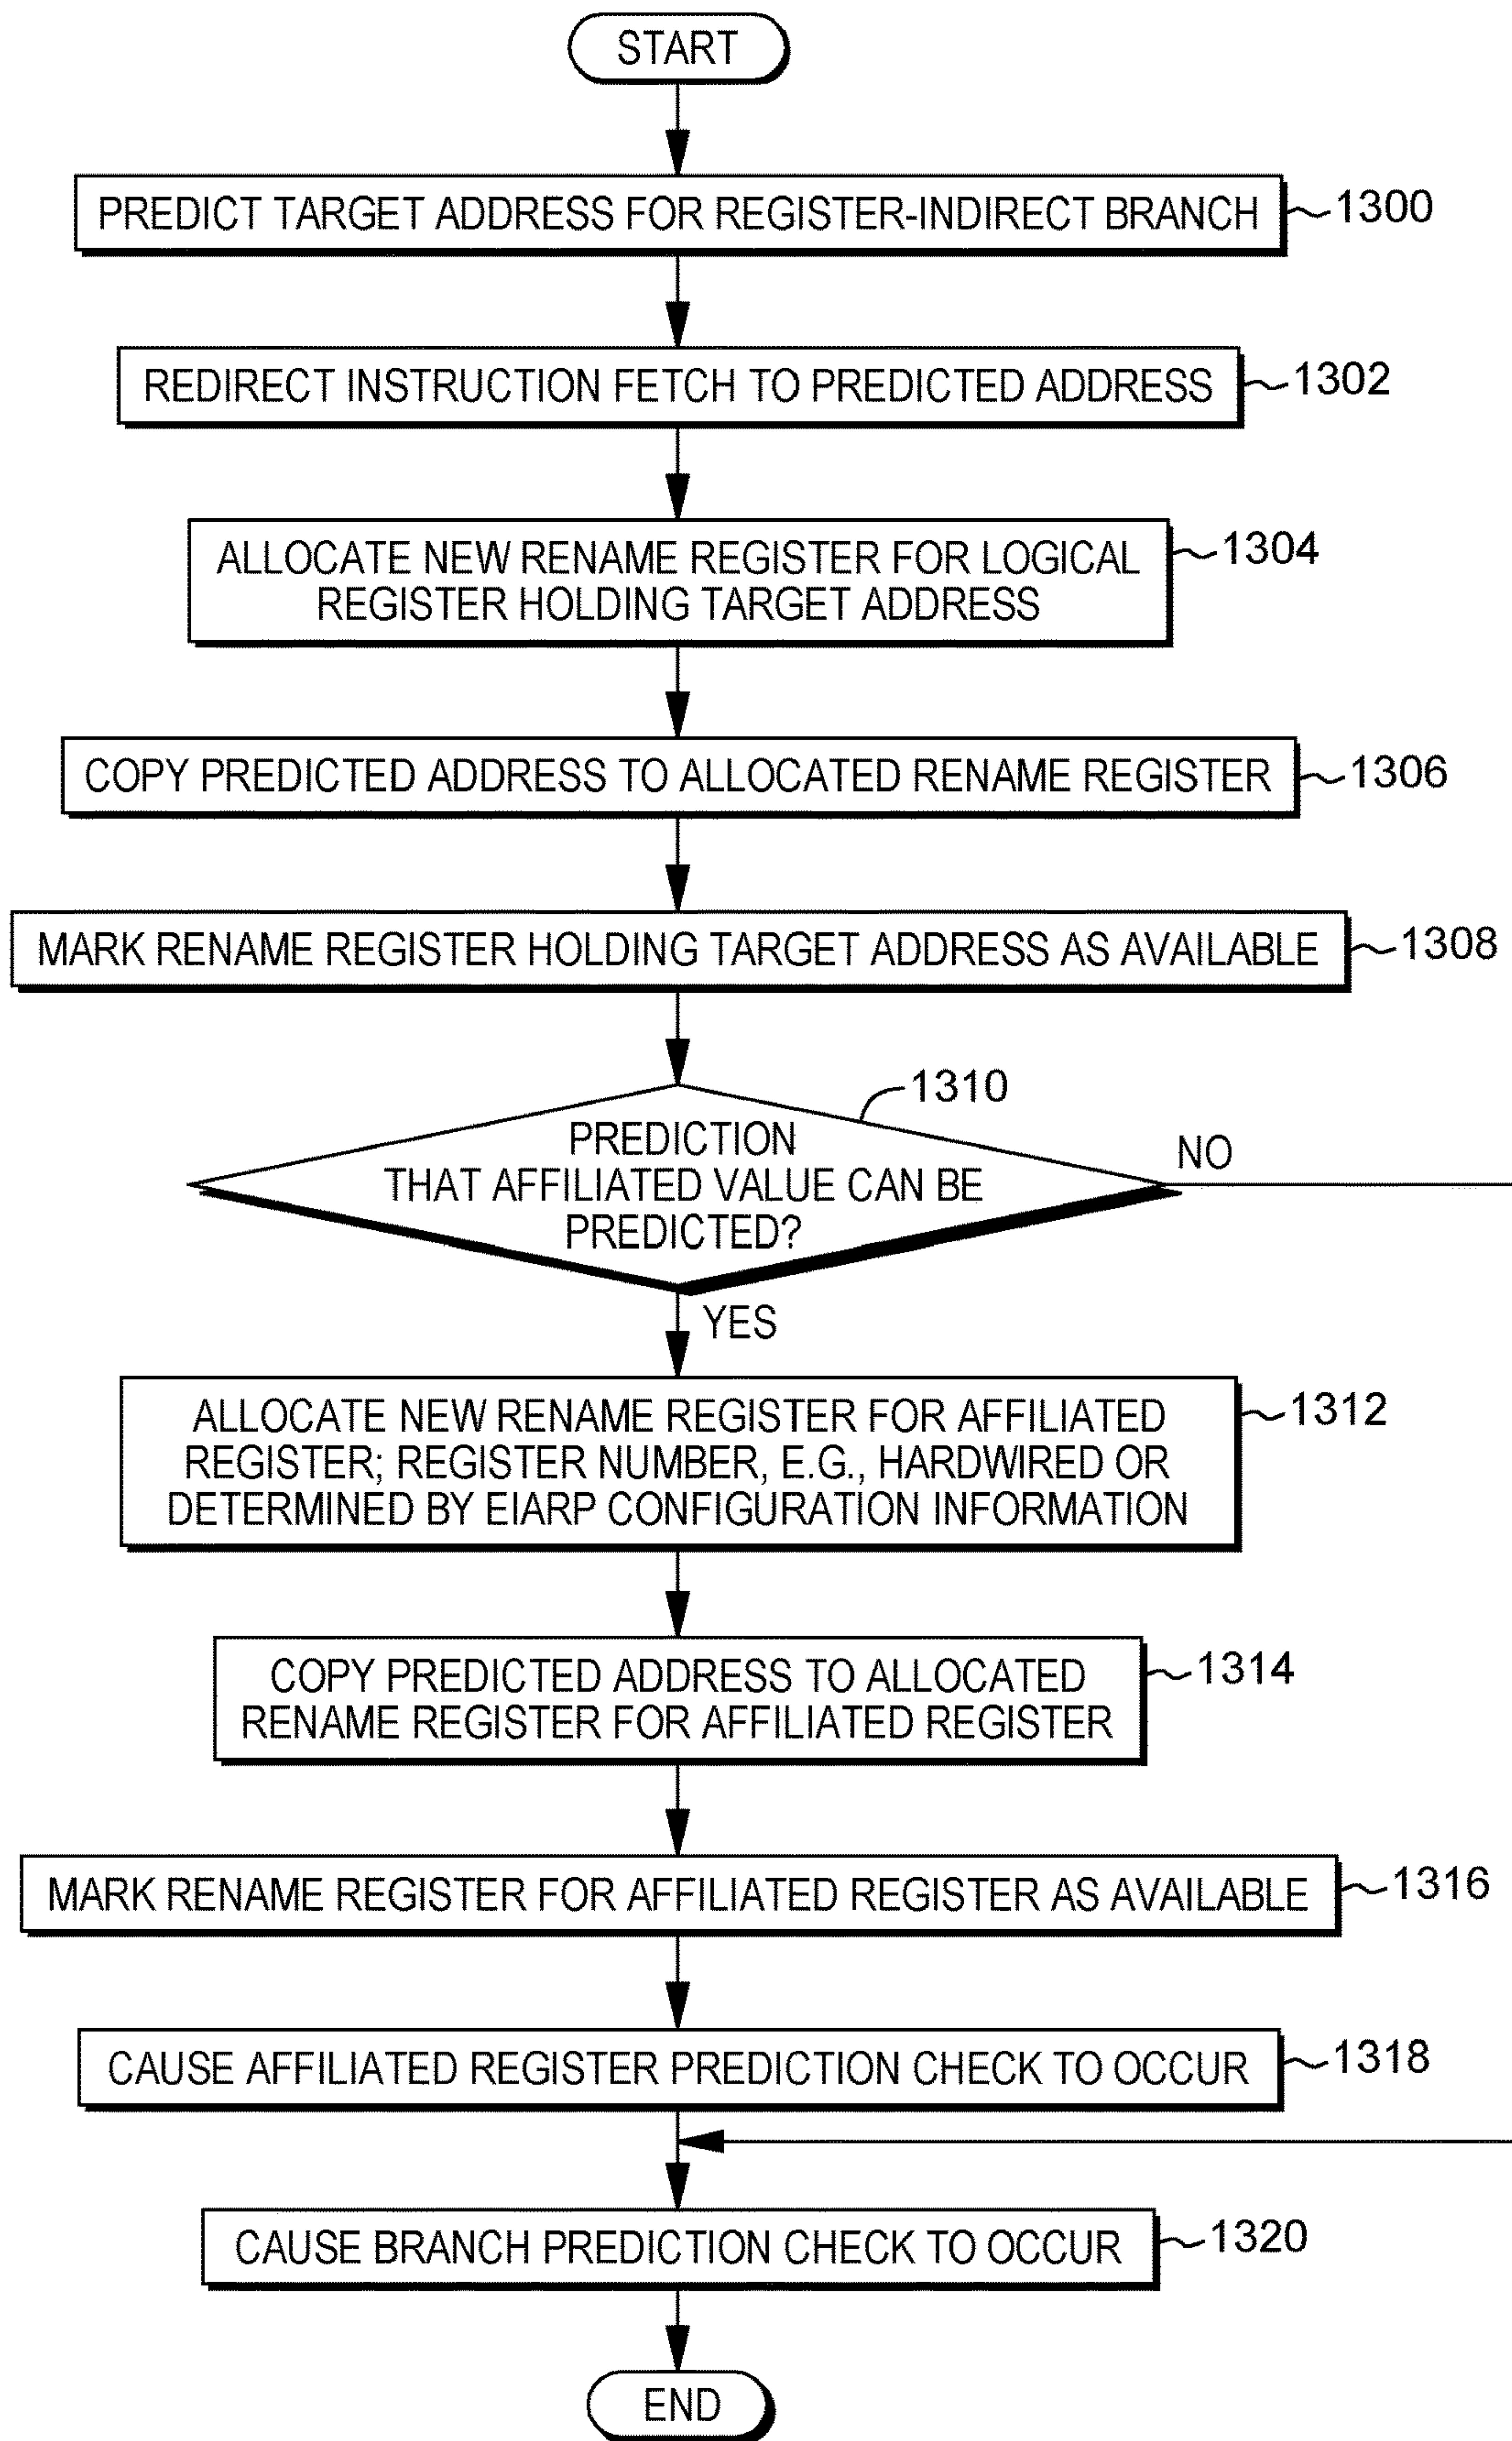 START
PREDICT TARGET ADDRESS FOR REGISTER-INDIRECT BRANCH
1300
REDIRECT INSTRUCTION FETCH TO PREDICTED ADDRESS
1302
ALLOCATE NEW RENAME REGISTER FOR LOGICAL
REGISTER HOLDING TARGET ADDRESS
1304
COPY PREDICTED ADDRESS TO ALLOCATED RENAME REGISTER
1306
MARK RENAME REGISTER HOLDING TARGET ADDRESS AS AVAILABLE
1308
1310
PREDICTION
THAT AFFILIATED VALUE CAN BE
PREDICTED?
NO
YES
ALLOCATE NEW RENAME REGISTER FOR AFFILIATED
REGISTER; REGISTER NUMBER, E.G., HARDWIRED OR
DETERMINED BY EIARP CONFIGURATION INFORMATION
1312
COPY PREDICTED ADDRESS TO ALLOCATED
RENAME REGISTER FOR AFFILIATED REGISTER
1314
MARK RENAME REGISTER FOR AFFILIATED REGISTER AS AVAILABLE
1316
CAUSE AFFILIATED REGISTER PREDICTION CHECK TO OCCUR
1318
CAUSE BRANCH PREDICTION CHECK TO OCCUR
1320
END